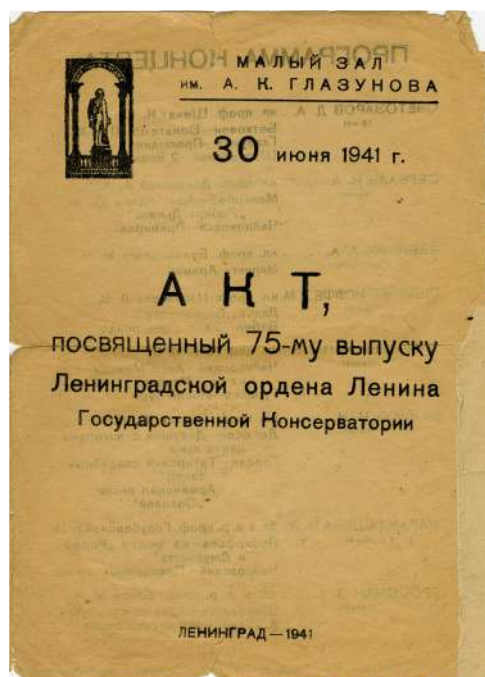 МАЛЫЙ ЗАЛ
им. А. К. ГЛАЗУНОВА
30 июня 1941 г.
АКТ,
посвященный 75-му выпуску
Ленинградской ордена Ленина
Государственной Консерватории
ЛЕНИНГРАД — 1941